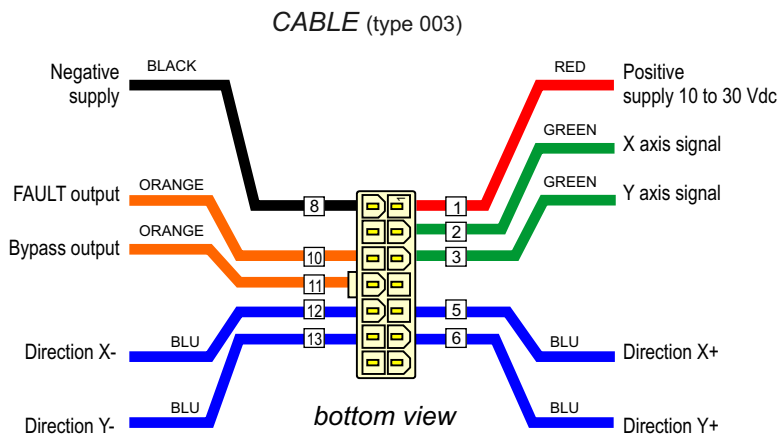 CABLE (type 003)
BLACK
Negative
supply
RED
Positive
supply 10 to 30 Vdc
GREEN
X axis signal
FAULT output
ORANGE
GREEN
Y axis signal
8
1
1
2
Bypass output
ORANGE
10
3
11
12
5
13
6
Direction X-
BLU
BLU
Direction X+
Direction Y-
BLU
bottom view
BLU
Direction Y+